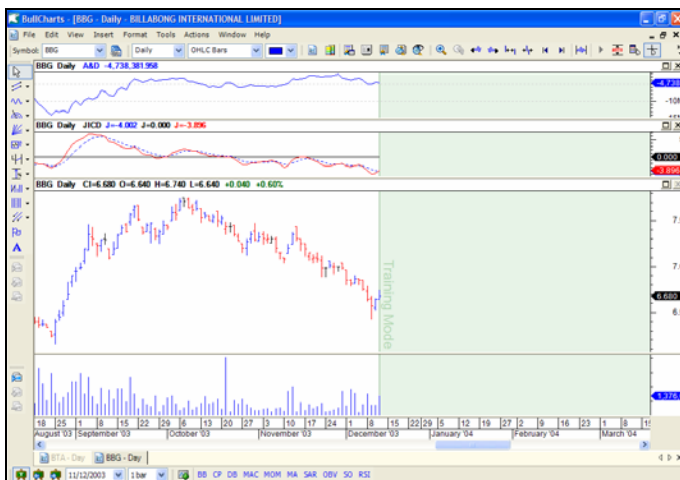 BullCharts - [BBG - Daily - BILLABONG INTERNATIONAL LIMITED]
File Edit View Insert Format Tools Actions Window Help
Symbol: BBG Daily OHLC Bars
BBG Daily A&D -4,738,381.958
-4,738
-10M
BBG Daily JICD J=-4.002 J=0.000 J=-3.896
0.000
-3.896
BBG Daily Cl=6.680 O=6.640 H=6.740 L=6.640 +0.040 +0.60%
Training Mode
6.680
1,376,
18 25 1 8 15 22 29 6 13 20 27 3 10 17 24 1 8 15 22 29 5 12 19 27 2 9 16 23 1 8 15
August '03 September '03 October '03 November '03 December '03 January '04 February '04 March '04
BTA - Day BBG - Day
11/12/2003 1 bar BB CP DB MAC MOM MA SAR OBV SO RSI